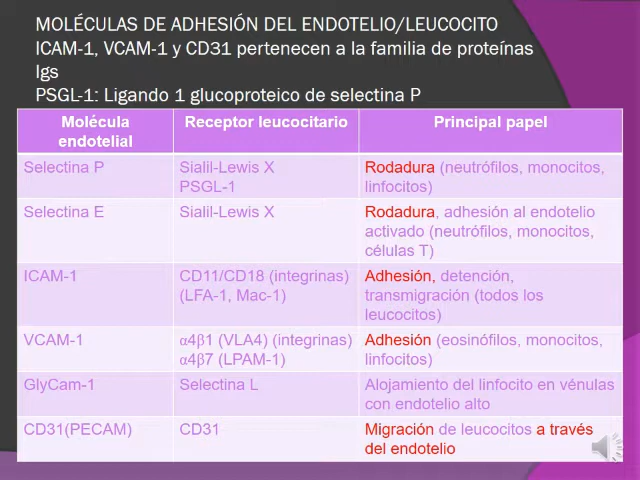 MOLÉCULAS DE ADHESIÓN DEL ENDOTELIO/LEUCOCITO
ICAM-1, VCAM-1 y CD31 pertenecen a la familia de proteínas
Igs
PSGL-1: Ligando 1 glucoproteico de selectina P
Molécula endotelial Receptor leucocitario Principal papel
Selectina P Sialil-Lewis X Rodadura (neutrófilos, monocitos,
PSGL-1 linfocitos)
Selectina E Sialil-Lewis X Rodadura, adhesión al endotelio
activado (neutrófilos, monocitos,
células T)
ICAM-1 CD11/CD18 (integrinas) Adhesión, detención,
(LFA-1, Mac-1) transmigración (todos los
leucocitos)
VCAM-1 α4β1 (VLA4) (integrinas) Adhesión (eosinófilos, monocitos,
α4β7 (LPAM-1) linfocitos)
GlyCam-1 Selectina L Alojamiento del linfocito en vénulas
con endotelio alto
CD31(PECAM) CD31 Migración de leucocitos a través
del endotelio